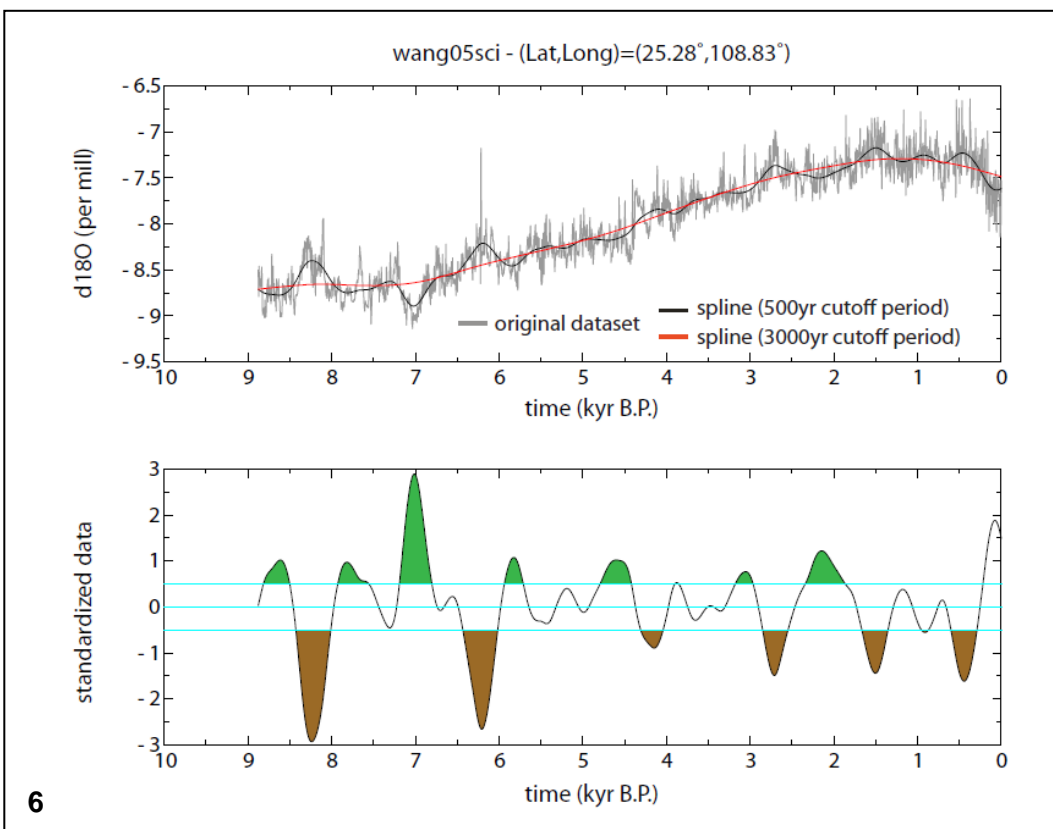 wang05sci - (Lat,Long)=(25.28°,108.83°)
- 6.5
- 7
- 7.5
- 8
- 8.5
- 9
- 9.5
d18O (per mill)
original dataset
spline (500yr cutoff period)
spline (3000yr cutoff period)
10 9 8 7 6 5 4 3 2 1 0
time (kyr B.P.)
3
2
1
0
- 1
- 2
- 3
standardized data
10 9 8 7 6 5 4 3 2 1 0
time (kyr B.P.)
6